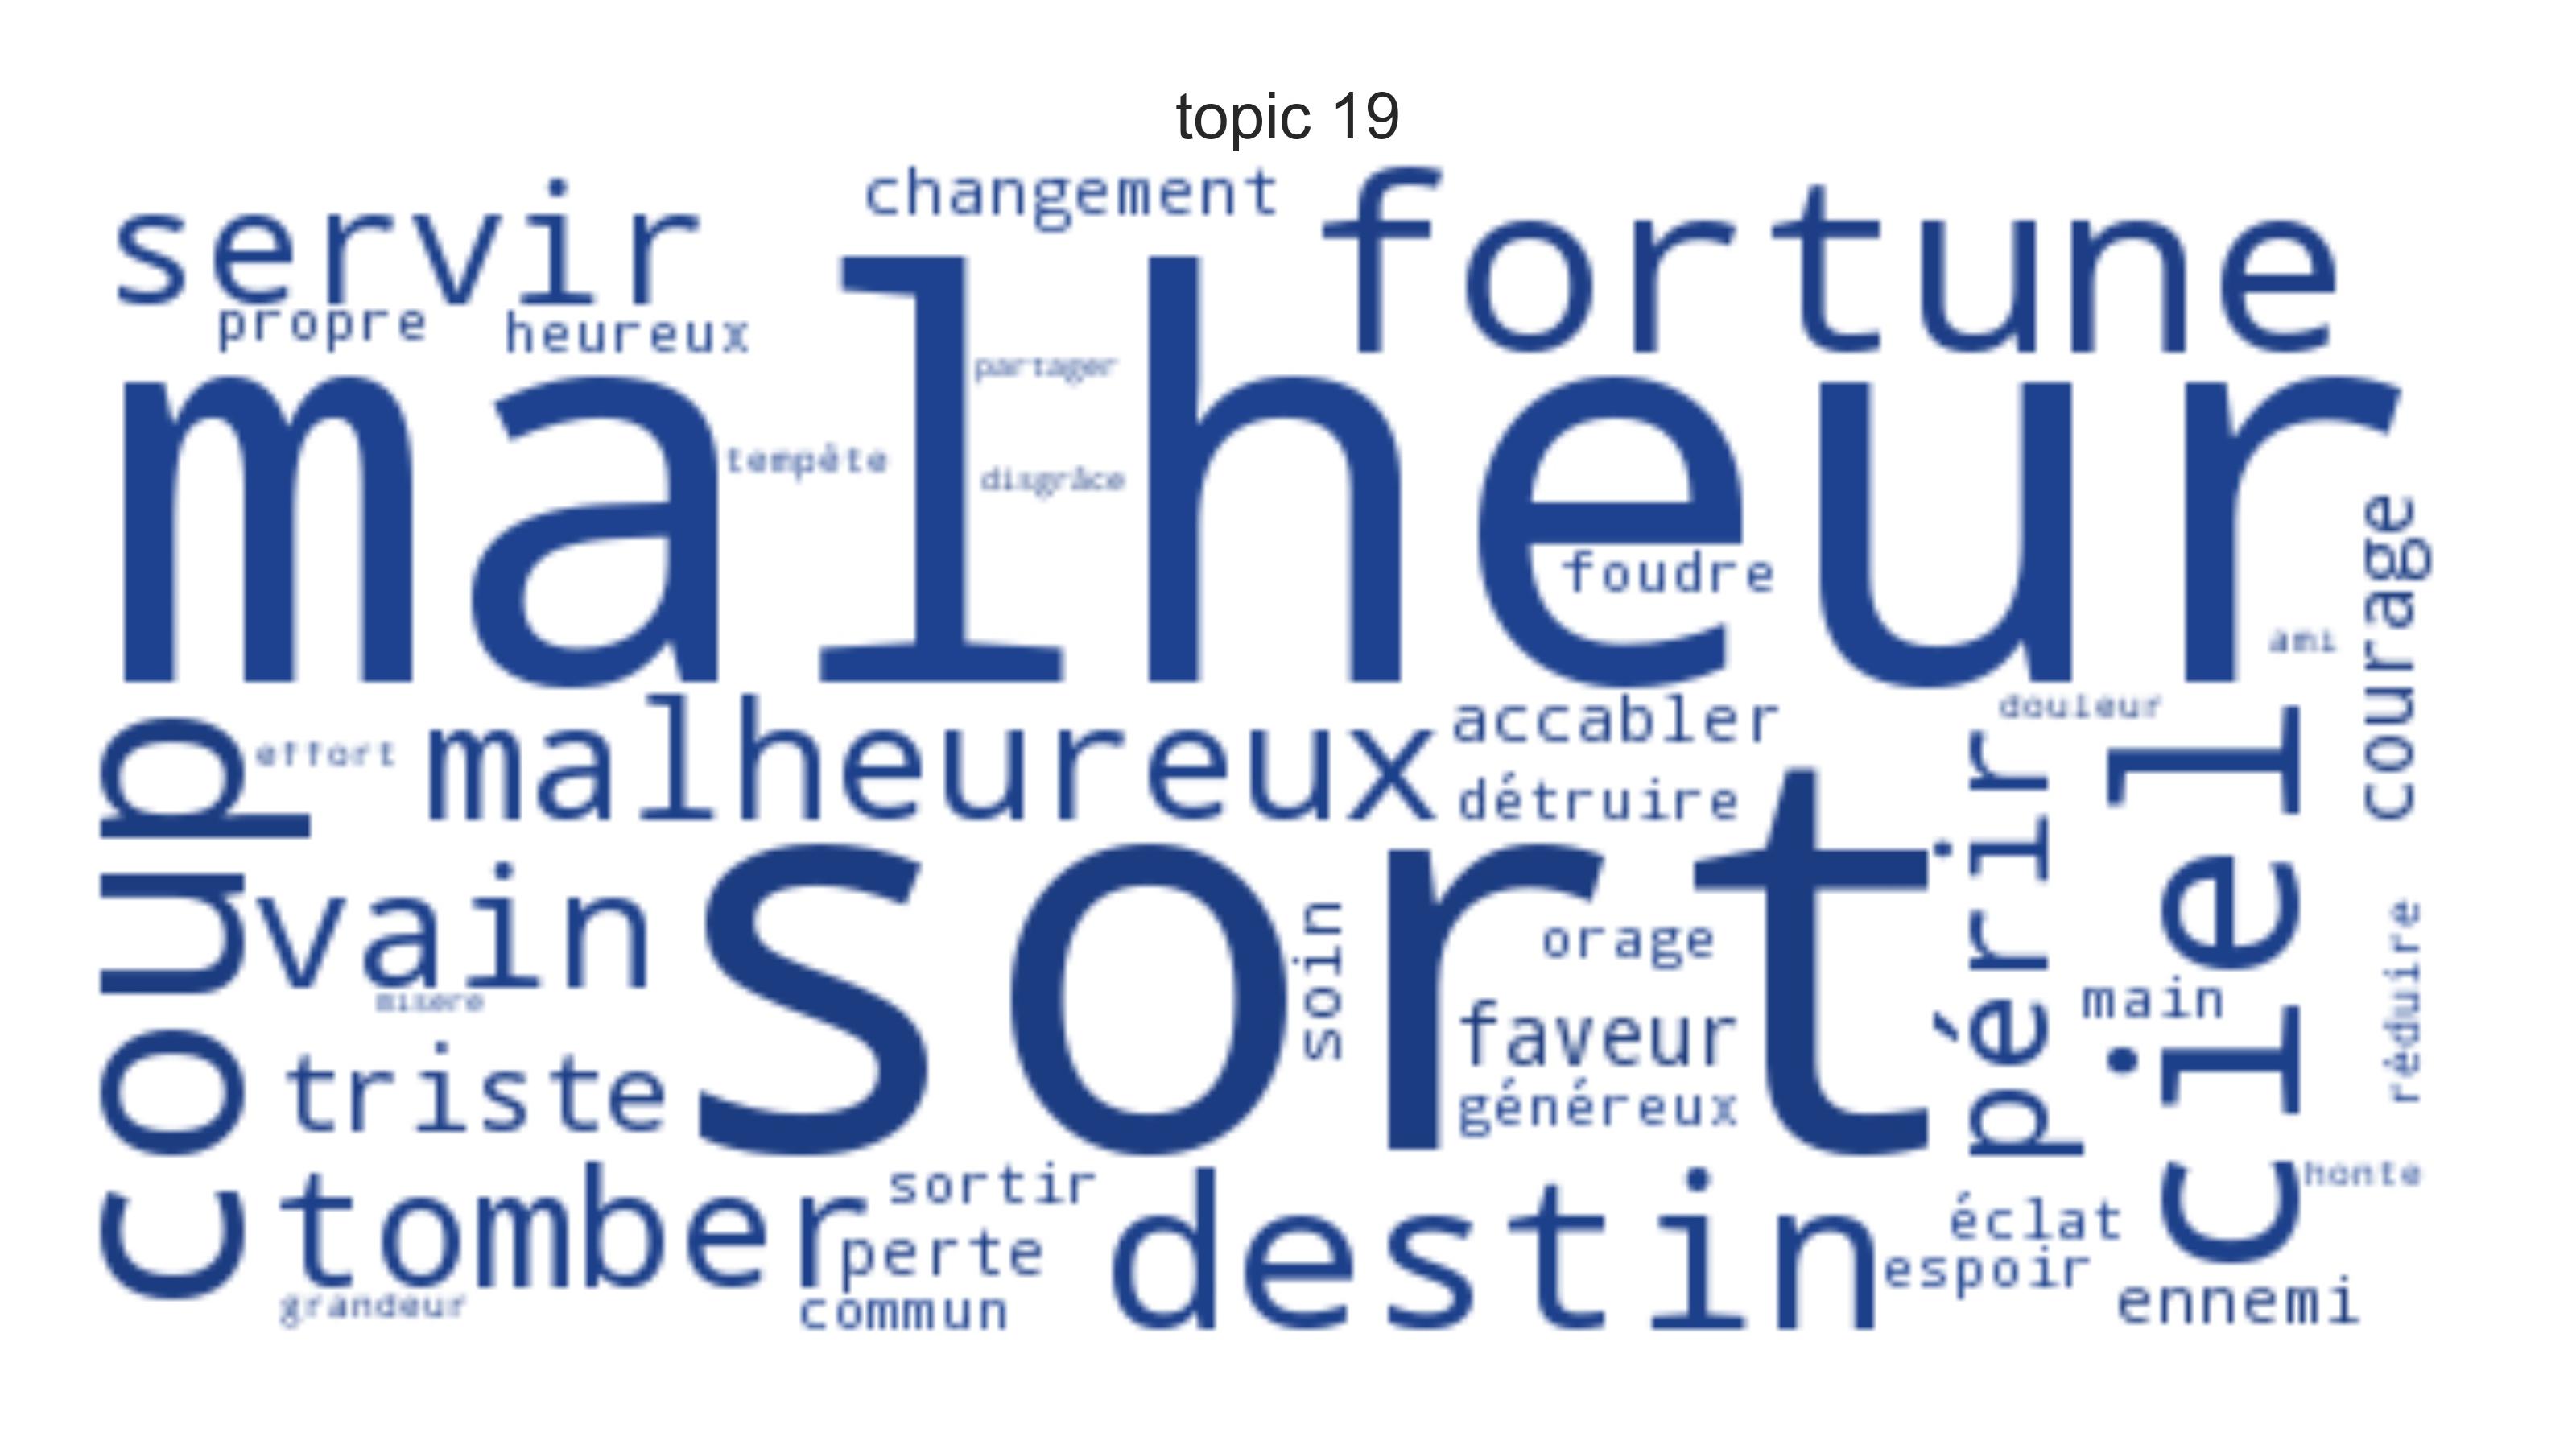 topic 19
changement
fortune
servir
propre
heureux
malheur
partager
tempête
disgrâce
foudre
courage
ami
douleur
accabler
malheureux
effort
coup
détruire
sort
périr
ciel
vain
soin
orage
réduire
misère
main
faveur
triste
généreux
tomber
sortir
honte
destin
éclat
perte
espoir
grandeur
commun
ennemi